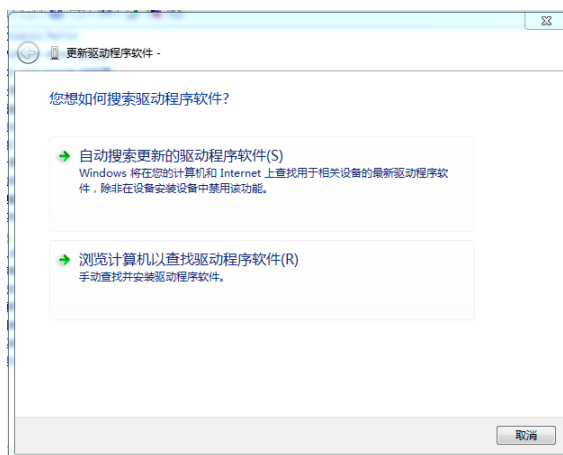 更新驱动程序软件 -
您想如何搜索驱动程序软件?
自动搜索更新的驱动程序软件(S)
Windows 将在您的计算机和 Internet 上查找用于相关设备的最新驱动程序软
件，除非在设备安装设备中禁用该功能。
浏览计算机以查找驱动程序软件(R)
手动查找并安装驱动程序软件。
取消